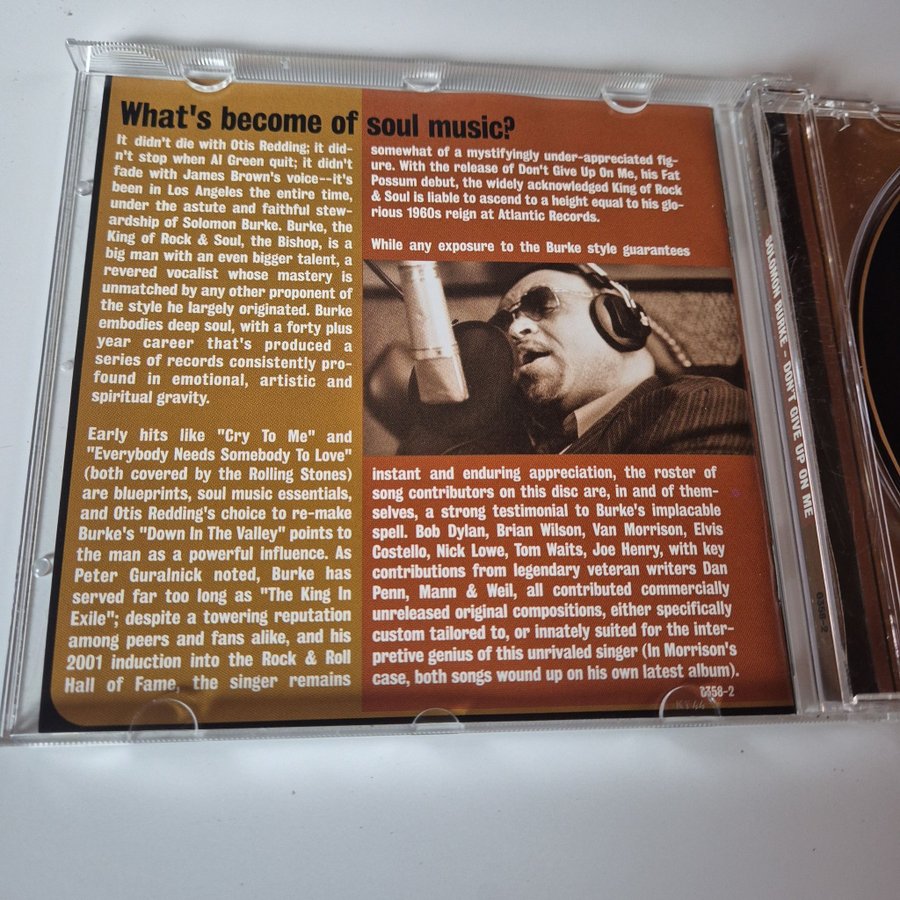 What's become of soul music?
It didn't die with Otis Redding; it did-
n't stop when Al Green quit; it didn't
fade with James Brown's voice--it's
been in Los Angeles the entire time,
under the astute and faithful stew-
ardship of Solomon Burke. Burke, the
King of Rock & Soul, the Bishop, is a
big man with an even bigger talent, a
revered vocalist whose mastery is
unmatched by any other proponent of
the style he largely originated. Burke
embodies deep soul, with a forty plus
year career that's produced a
series of records consistently pro-
found in emotional, artistic and
spiritual gravity.
Early hits like "Cry To Me" and
"Everybody Needs Somebody To Love"
(both covered by the Rolling Stones)
are blueprints, soul music essentials,
and Otis Redding's choice to re-make
Burke's "Down In The Valley" points to
the man as a powerful influence. As
Peter Guralnick noted, Burke has
served far too long as "The King In
Exile"; despite a towering reputation
among peers and fans alike, and his
2001 induction into the Rock & Roll
Hall of Fame, the singer remains
somewhat of a mystifyingly under-appreciated fig-
ure. With the release of Don't Give Up On Me, his Fat
Possum debut, the widely acknowledged King of Rock
& Soul is liable to ascend to a height equal to his glo-
rious 1960s reign at Atlantic Records.
While any exposure to the Burke style guarantees
instant and enduring appreciation, the roster of
song contributors on this disc are, in and of them-
selves, a strong testimonial to Burke's implacable
spell. Bob Dylan, Brian Wilson, Van Morrison, Elvis
Costello, Nick Lowe, Tom Waits, Joe Henry, with key
contributions from legendary veteran writers Dan
Penn, Mann & Weil, all contributed commercially
unreleased original compositions, either specifically
custom tailored to, or innately suited for the inter-
pretive genius of this unrivaled singer (In Morrison's
case, both songs wound up on his own latest album).
8358-2
SOLOMON BURKE - DON'T GIVE UP ON ME
8358-2